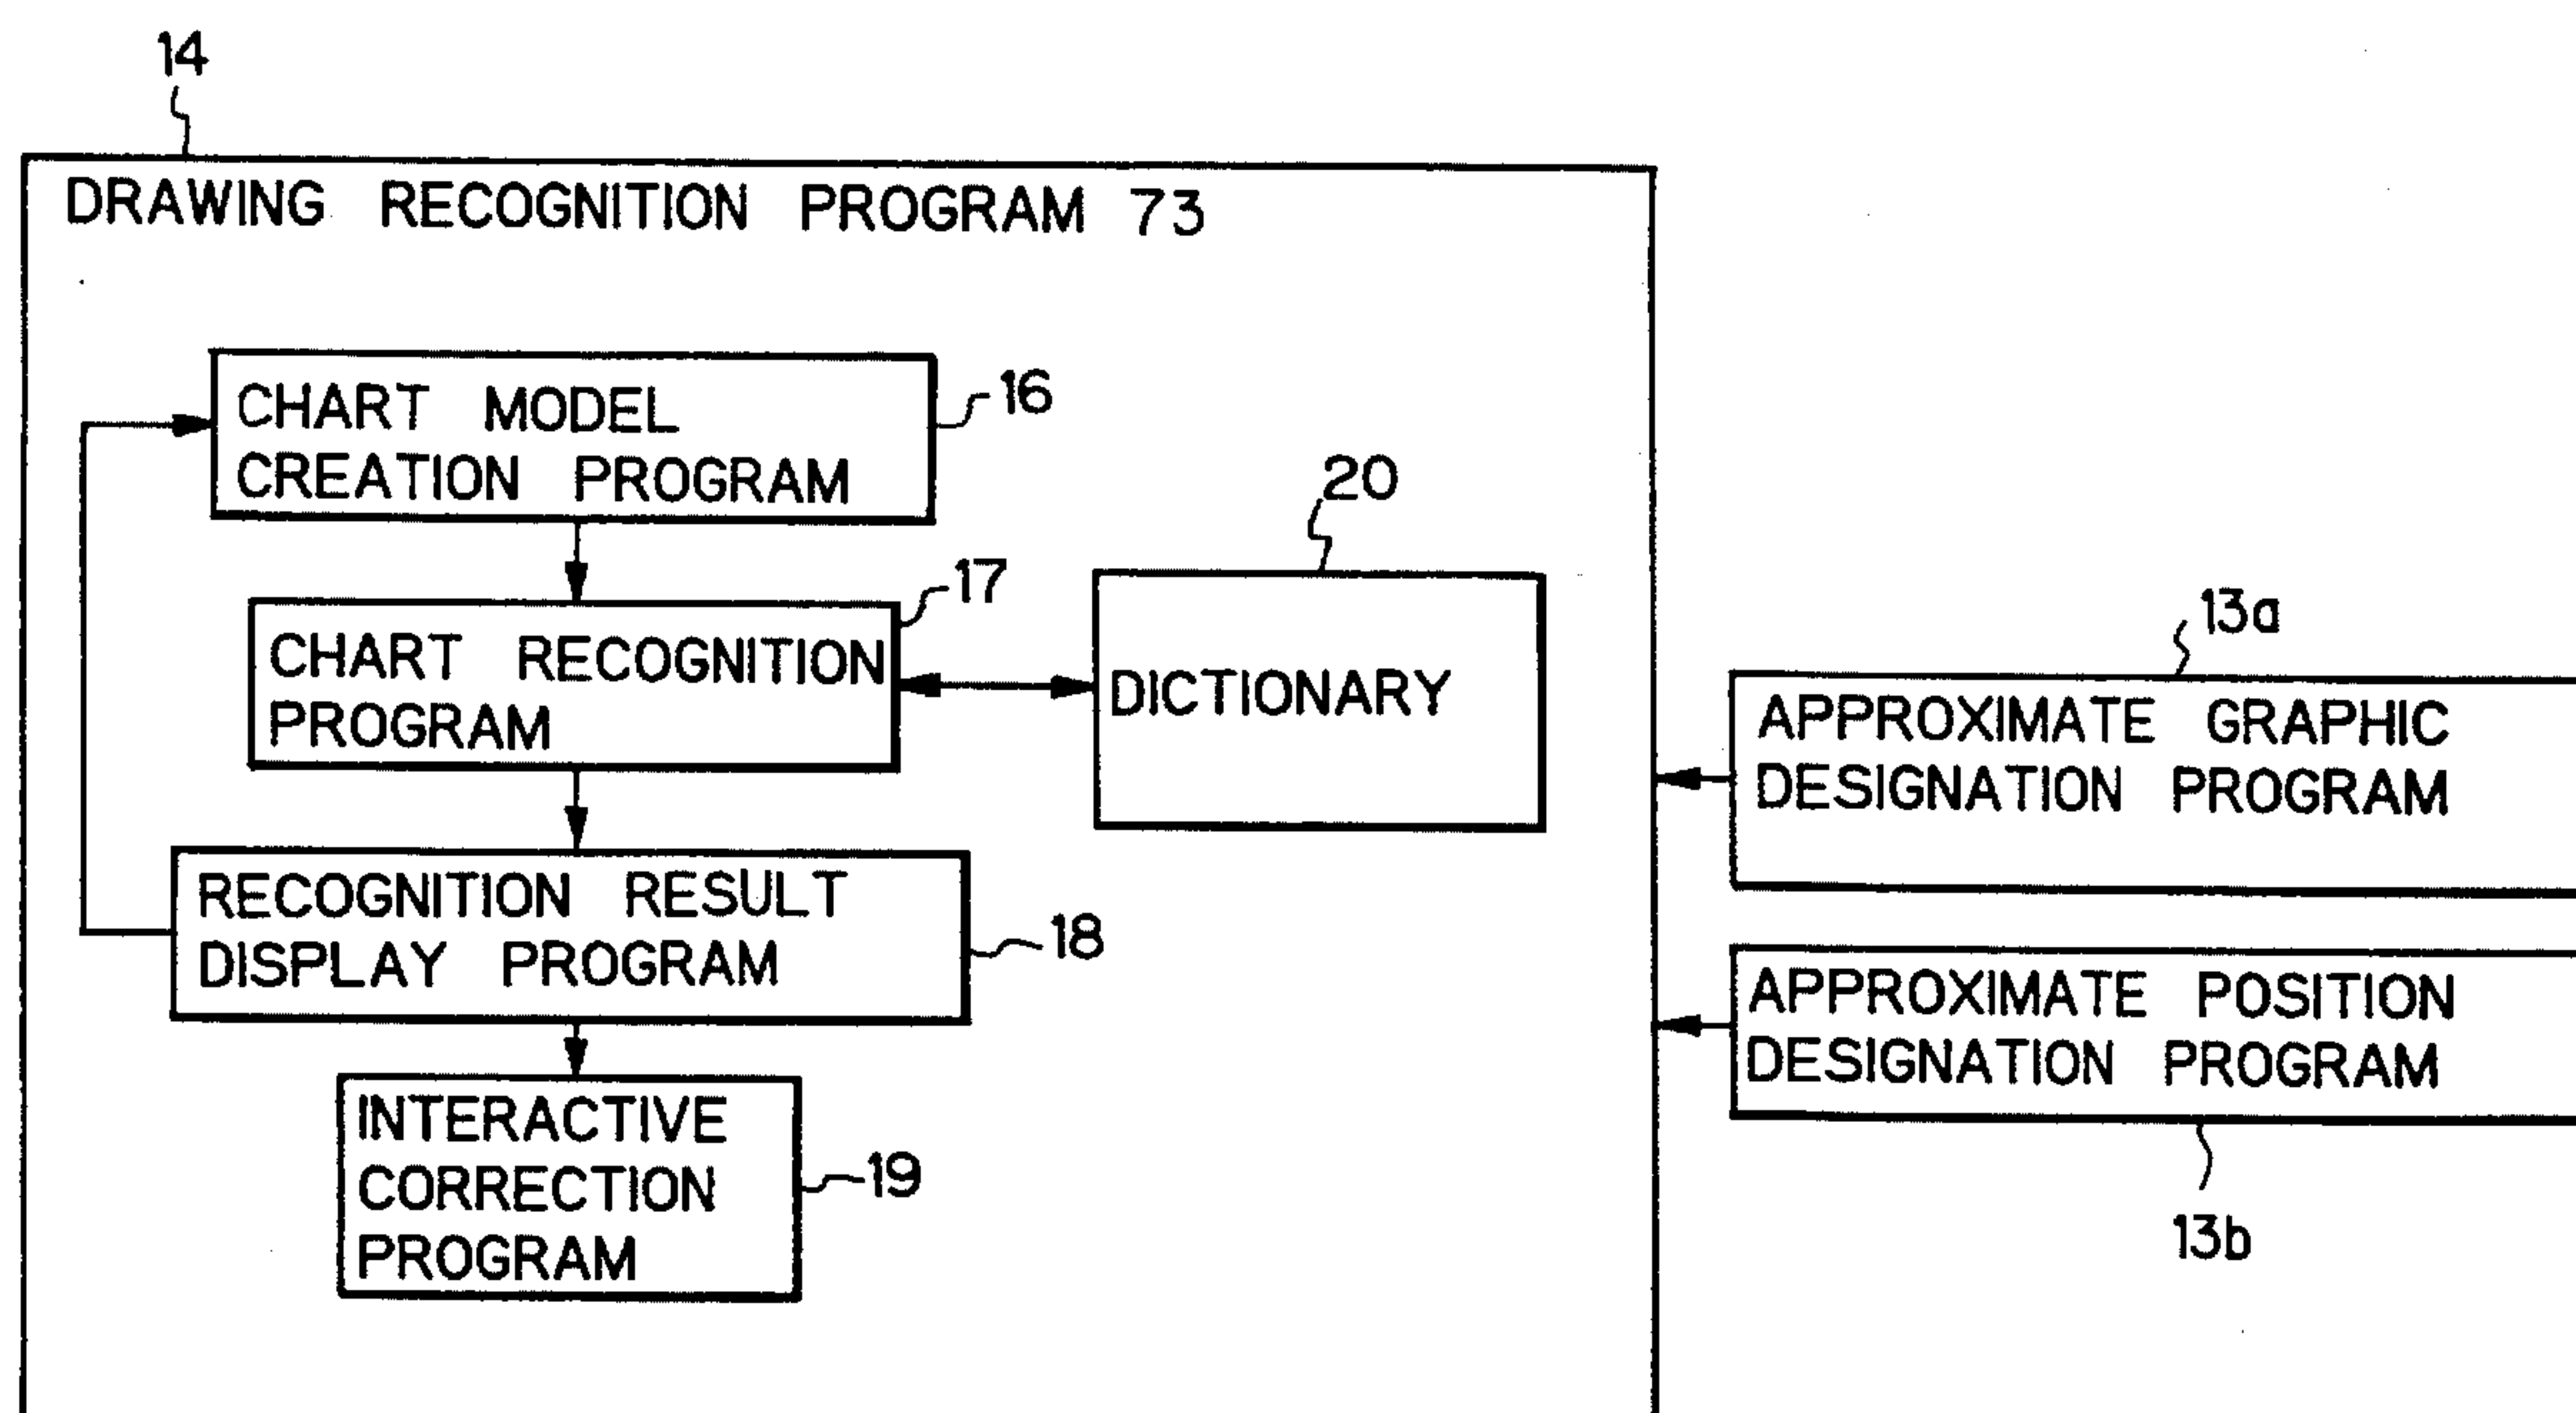 14
DRAWING RECOGNITION PROGRAM 73
CHART MODEL
CREATION PROGRAM
16
20
17
CHART RECOGNITION
PROGRAM
DICTIONARY
13a
APPROXIMATE GRAPHIC
DESIGNATION PROGRAM
RECOGNITION RESULT
DISPLAY PROGRAM
18
APPROXIMATE POSITION
DESIGNATION PROGRAM
13b
INTERACTIVE
CORRECTION
PROGRAM
19